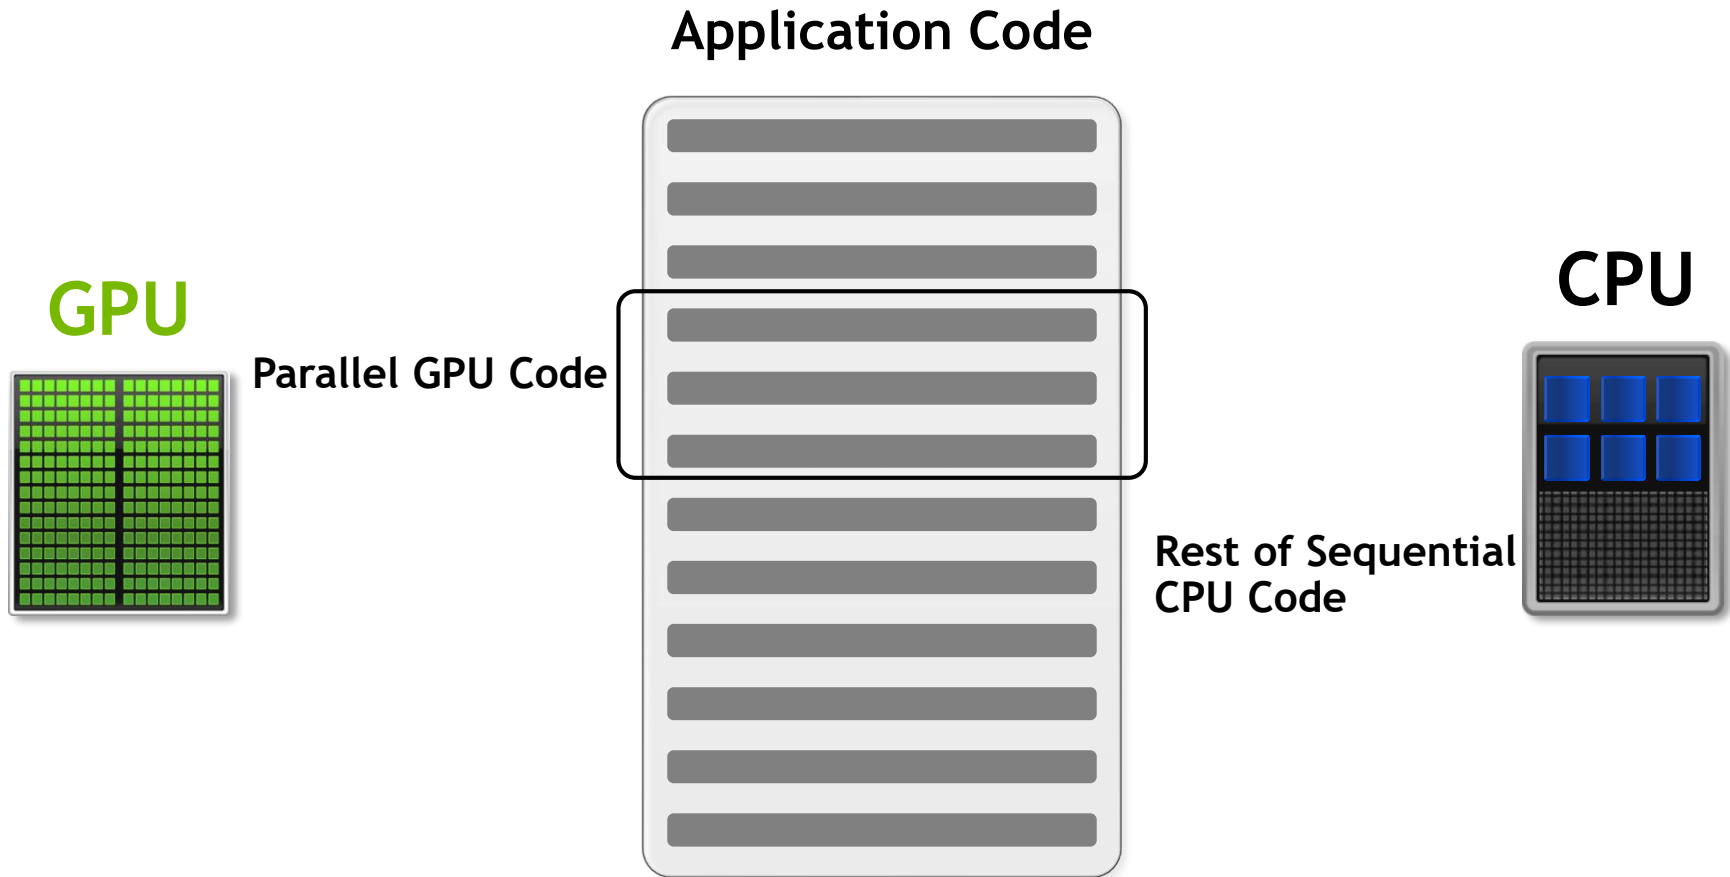 Application Code
GPU
Parallel GPU Code
CPU
Rest of Sequential
CPU Code